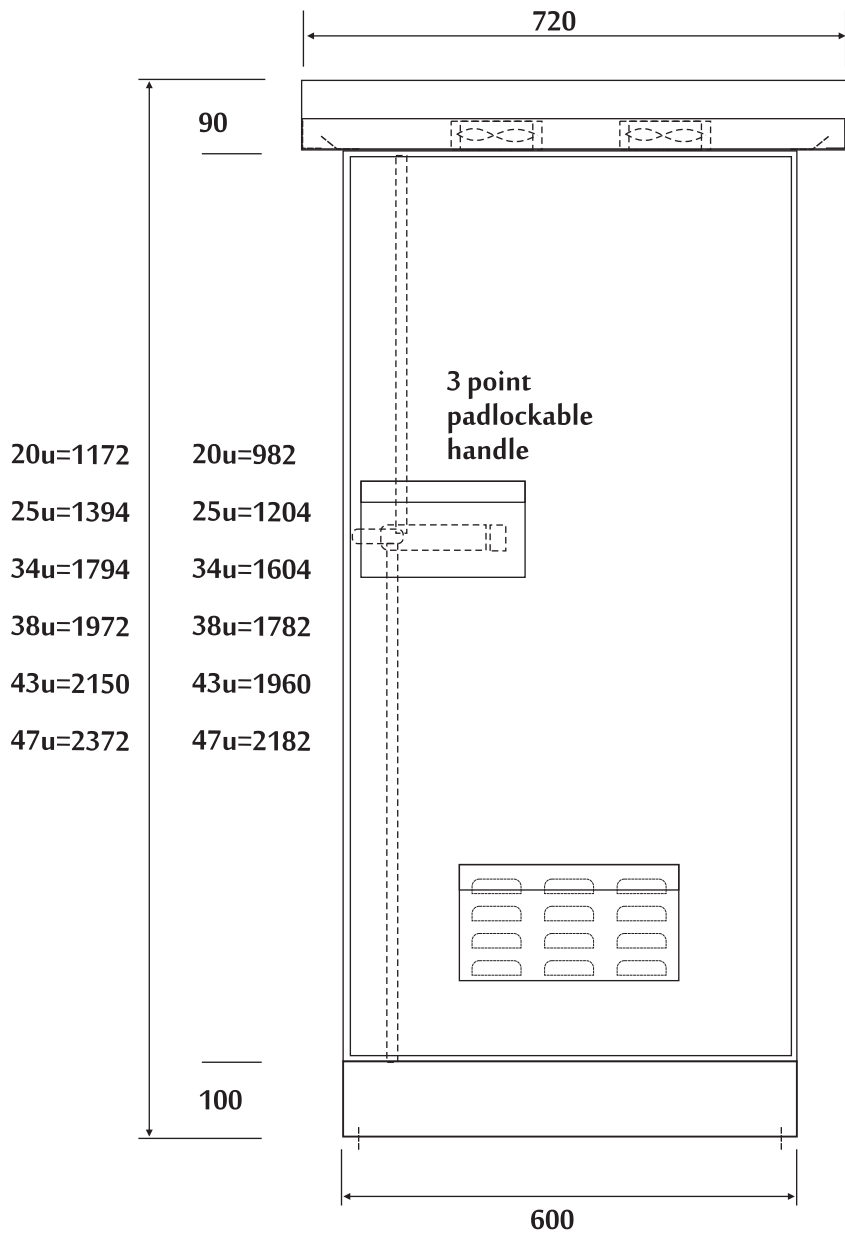 720
90
3 point
padlockable
handle
20u=1172
25u=1394
34u=1794
38u=1972
43u=2150
47u=2372
20u=982
25u=1204
34u=1604
38u=1782
43u=1960
47u=2182
100
600